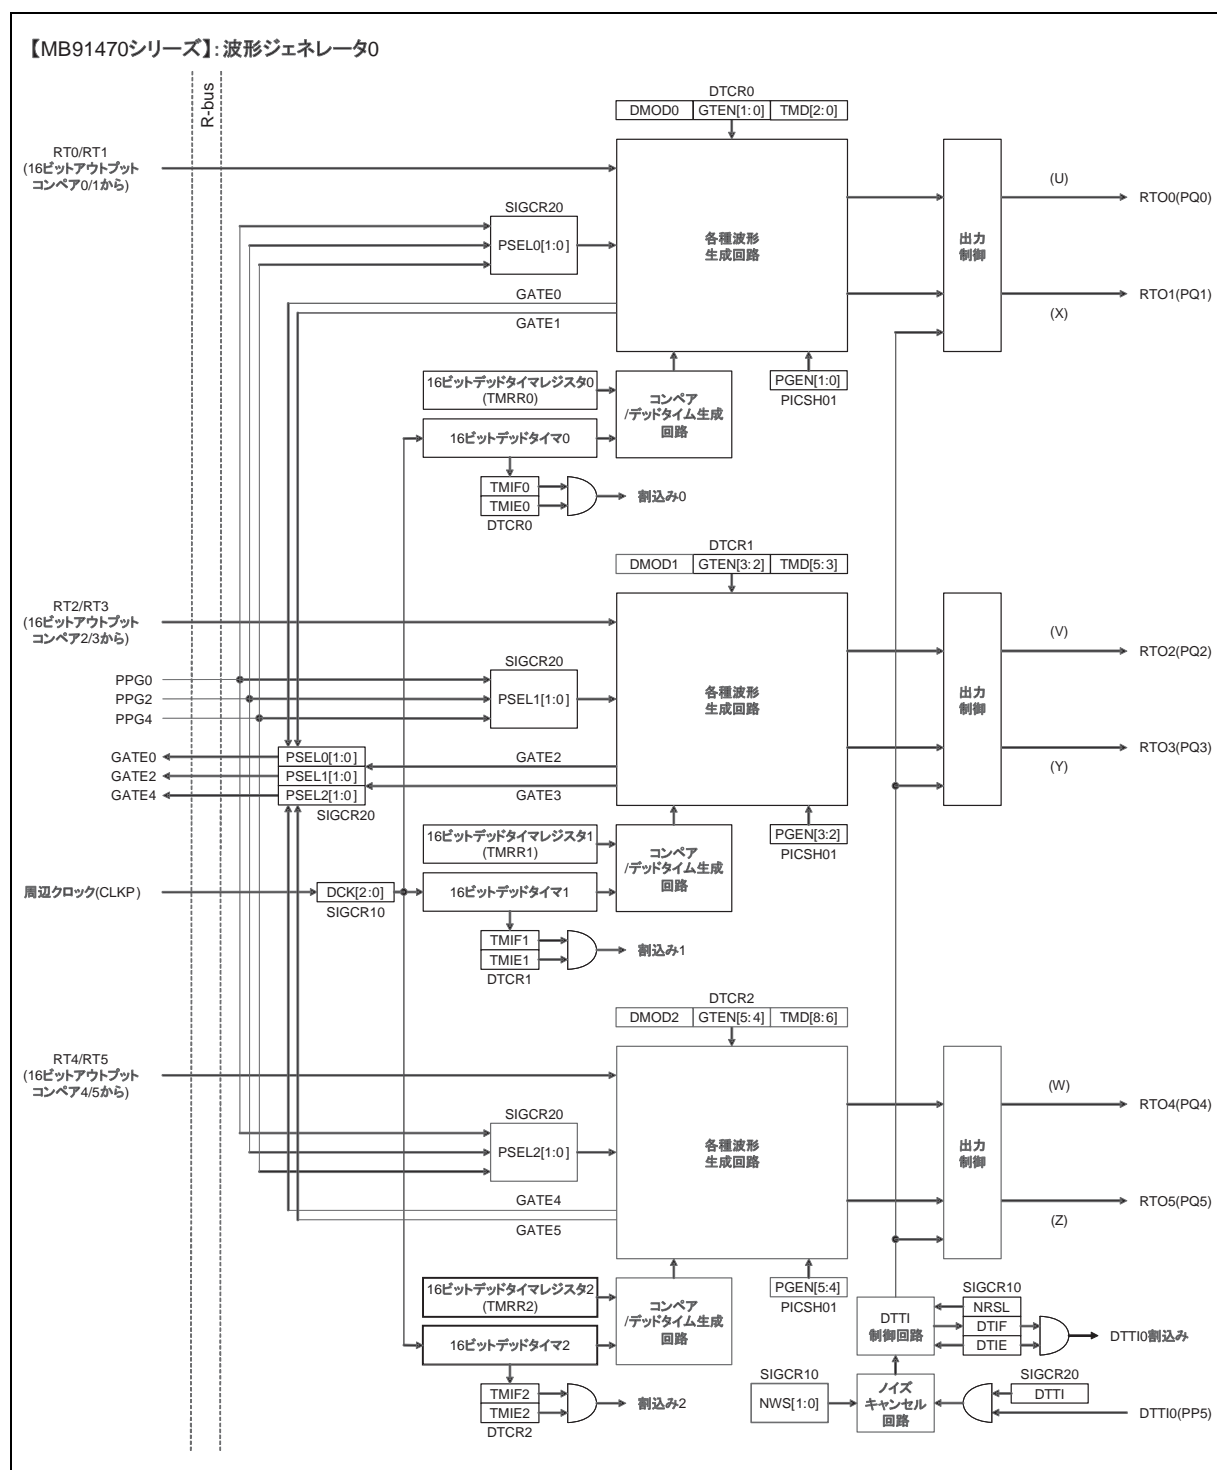 【MB91470シリーズ】：波形ジェネレータ0
R-bus
DTCR0
DMOD0 GTEN[1:0] TMD[2:0]
RT0/RT1
(16ビットアウトプット
コンペア0/1から)
SIGCR20
PSEL0[1:0]
各種波形
生成回路
出力
制御
(U)
RTO0(PQ0)
GATE0
GATE1
RTO1(PQ1)
(X)
16ビットデッドタイマレジスタ0
(TMRR0)
コンペア
/デッドタイム生成
回路
PGEN[1:0]
PICSH01
16ビットデッドタイマ0
TMIF0
TMIE0
DTCR0
割込み0
DTCR1
DMOD1 GTEN[3:2] TMD[5:3]
RT2/RT3
(16ビットアウトプット
コンペア2/3から)
SIGCR20
PSEL1[1:0]
各種波形
生成回路
出力
制御
(V)
RTO2(PQ2)
PPG0
PPG2
PPG4
GATE0
GATE2
GATE4
PSEL0[1:0]
PSEL1[1:0]
PSEL2[1:0]
SIGCR20
GATE2
GATE3
RTO3(PQ3)
(Y)
16ビットデッドタイマレジスタ1
(TMRR1)
コンペア
/デッドタイム生成
回路
PGEN[3:2]
PICSH01
周辺クロック(CLKP)
DCK[2:0]
SIGCR10
16ビットデッドタイマ1
TMIF1
TMIE1
DTCR1
割込み1
DTCR2
DMOD2 GTEN[5:4] TMD[8:6]
RT4/RT5
(16ビットアウトプット
コンペア4/5から)
SIGCR20
PSEL2[1:0]
各種波形
生成回路
出力
制御
(W)
RTO4(PQ4)
GATE4
GATE5
RTO5(PQ5)
(Z)
16ビットデッドタイマレジスタ2
(TMRR2)
コンペア
/デッドタイム生成
回路
PGEN[5:4]
PICSH01
16ビットデッドタイマ2
TMIF2
TMIE2
DTCR2
割込み2
DTTI
制御回路
SIGCR10
NRSL
DTIF
DTIE
DTTI0割込み
SIGCR10
NWS[1:0]
ノイズ
キャンセル
回路
SIGCR20
DTTI
DTTI0(PP5)